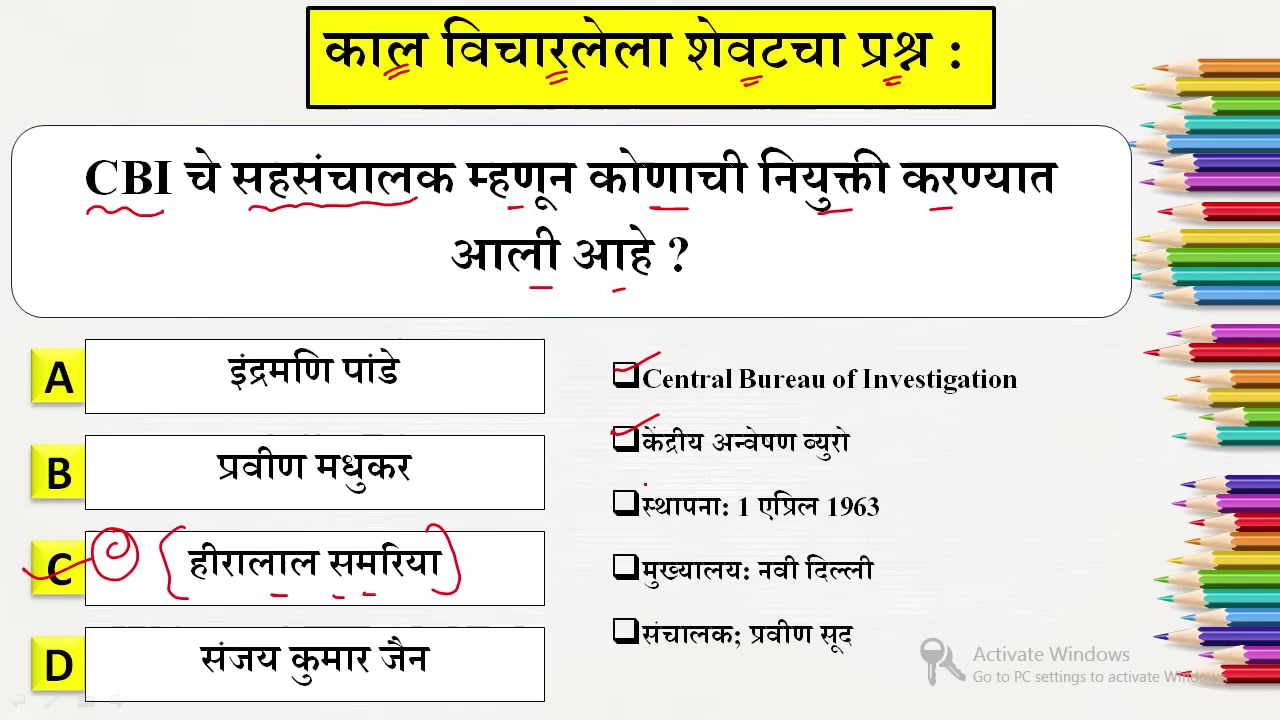 काल विचारलेला शेवटचा प्रश्न :
CBI चे सहसंचालक म्हणून कोणाची नियुक्ती करण्यात
आली आहे ?
A इंद्रमणि पांडे
B प्रवीण मधुकर
C हीरालाल समरिया
D संजय कुमार जैन
Central Bureau of Investigation
केंद्रीय अन्वेषण ब्युरो
स्थापना: 1 एप्रिल 1963
मुख्यालय: नवी दिल्ली
संचालक; प्रवीण सूद
Activate Windows
Go to PC settings to activate Windows.